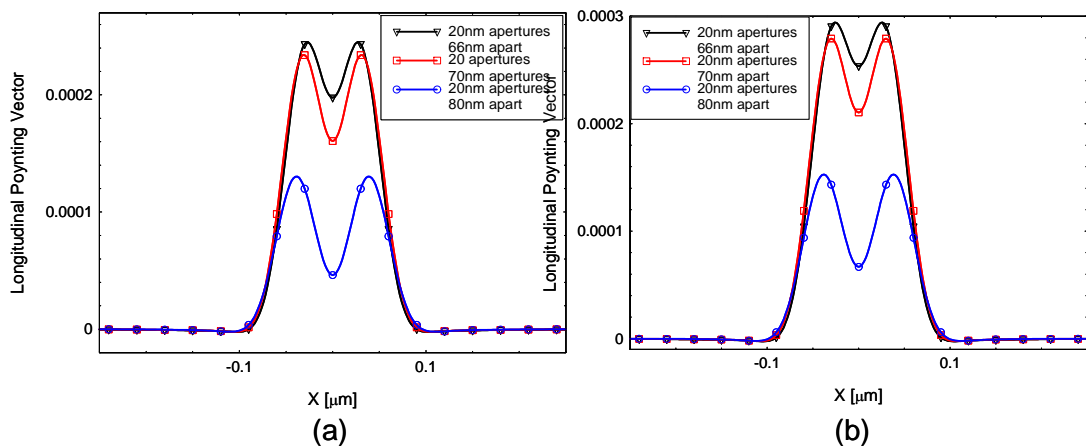 20nm apertures
66nm apart
20 apertures
70nm apertures
20nm apertures
80nm apart
0.0002
0.0001
0
-0.1
0.1
Longitudinal Poynting Vector
X [μm]
(a)
20nm apertures
66nm apart
20nm apertures
70nm apart
20nm apertures
80nm apart
0.0003
0.0002
0.0001
0
-0.1
0.1
Longitudinal Poynting Vector
X [μm]
(b)